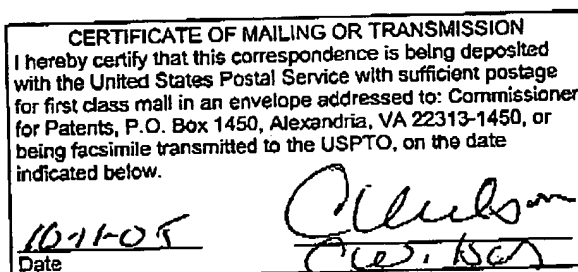 CERTIFICATE OF MAILING OR TRANSMISSION
I hereby certify that this correspondence is being deposited
with the United States Postal Service with sufficient postage
for first class mail in an envelope addressed to: Commissioner
for Patents, P.O. Box 1450, Alexandria, VA 22313-1450, or
being facsimile transmitted to the USPTO, on the date
indicated below.
10-11-05
Date